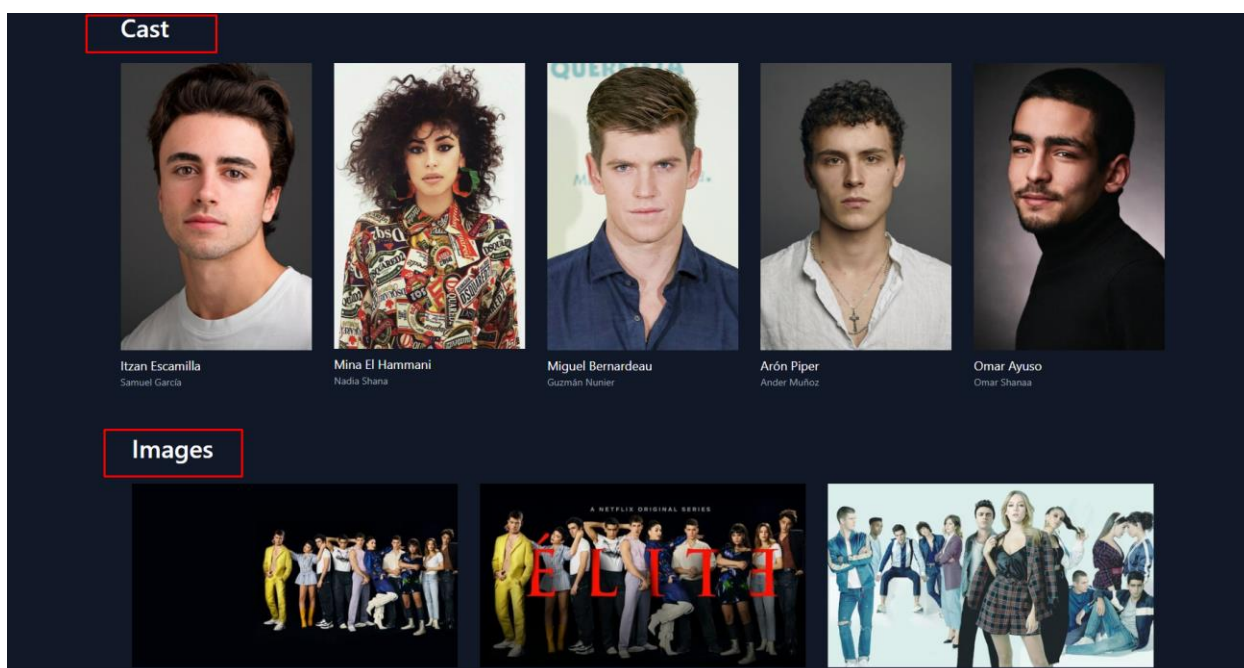 Cast
QUERE
Itzan Escamilla
Samuel García
Mina El Hammani
Nadia Shana
Miguel Bernardeau
Guzmán Nunier
Arón Piper
Ander Muñoz
Omar Ayuso
Omar Shanaa
Images
A NETFLIX ORIGINAL SERIES
ÉLITE